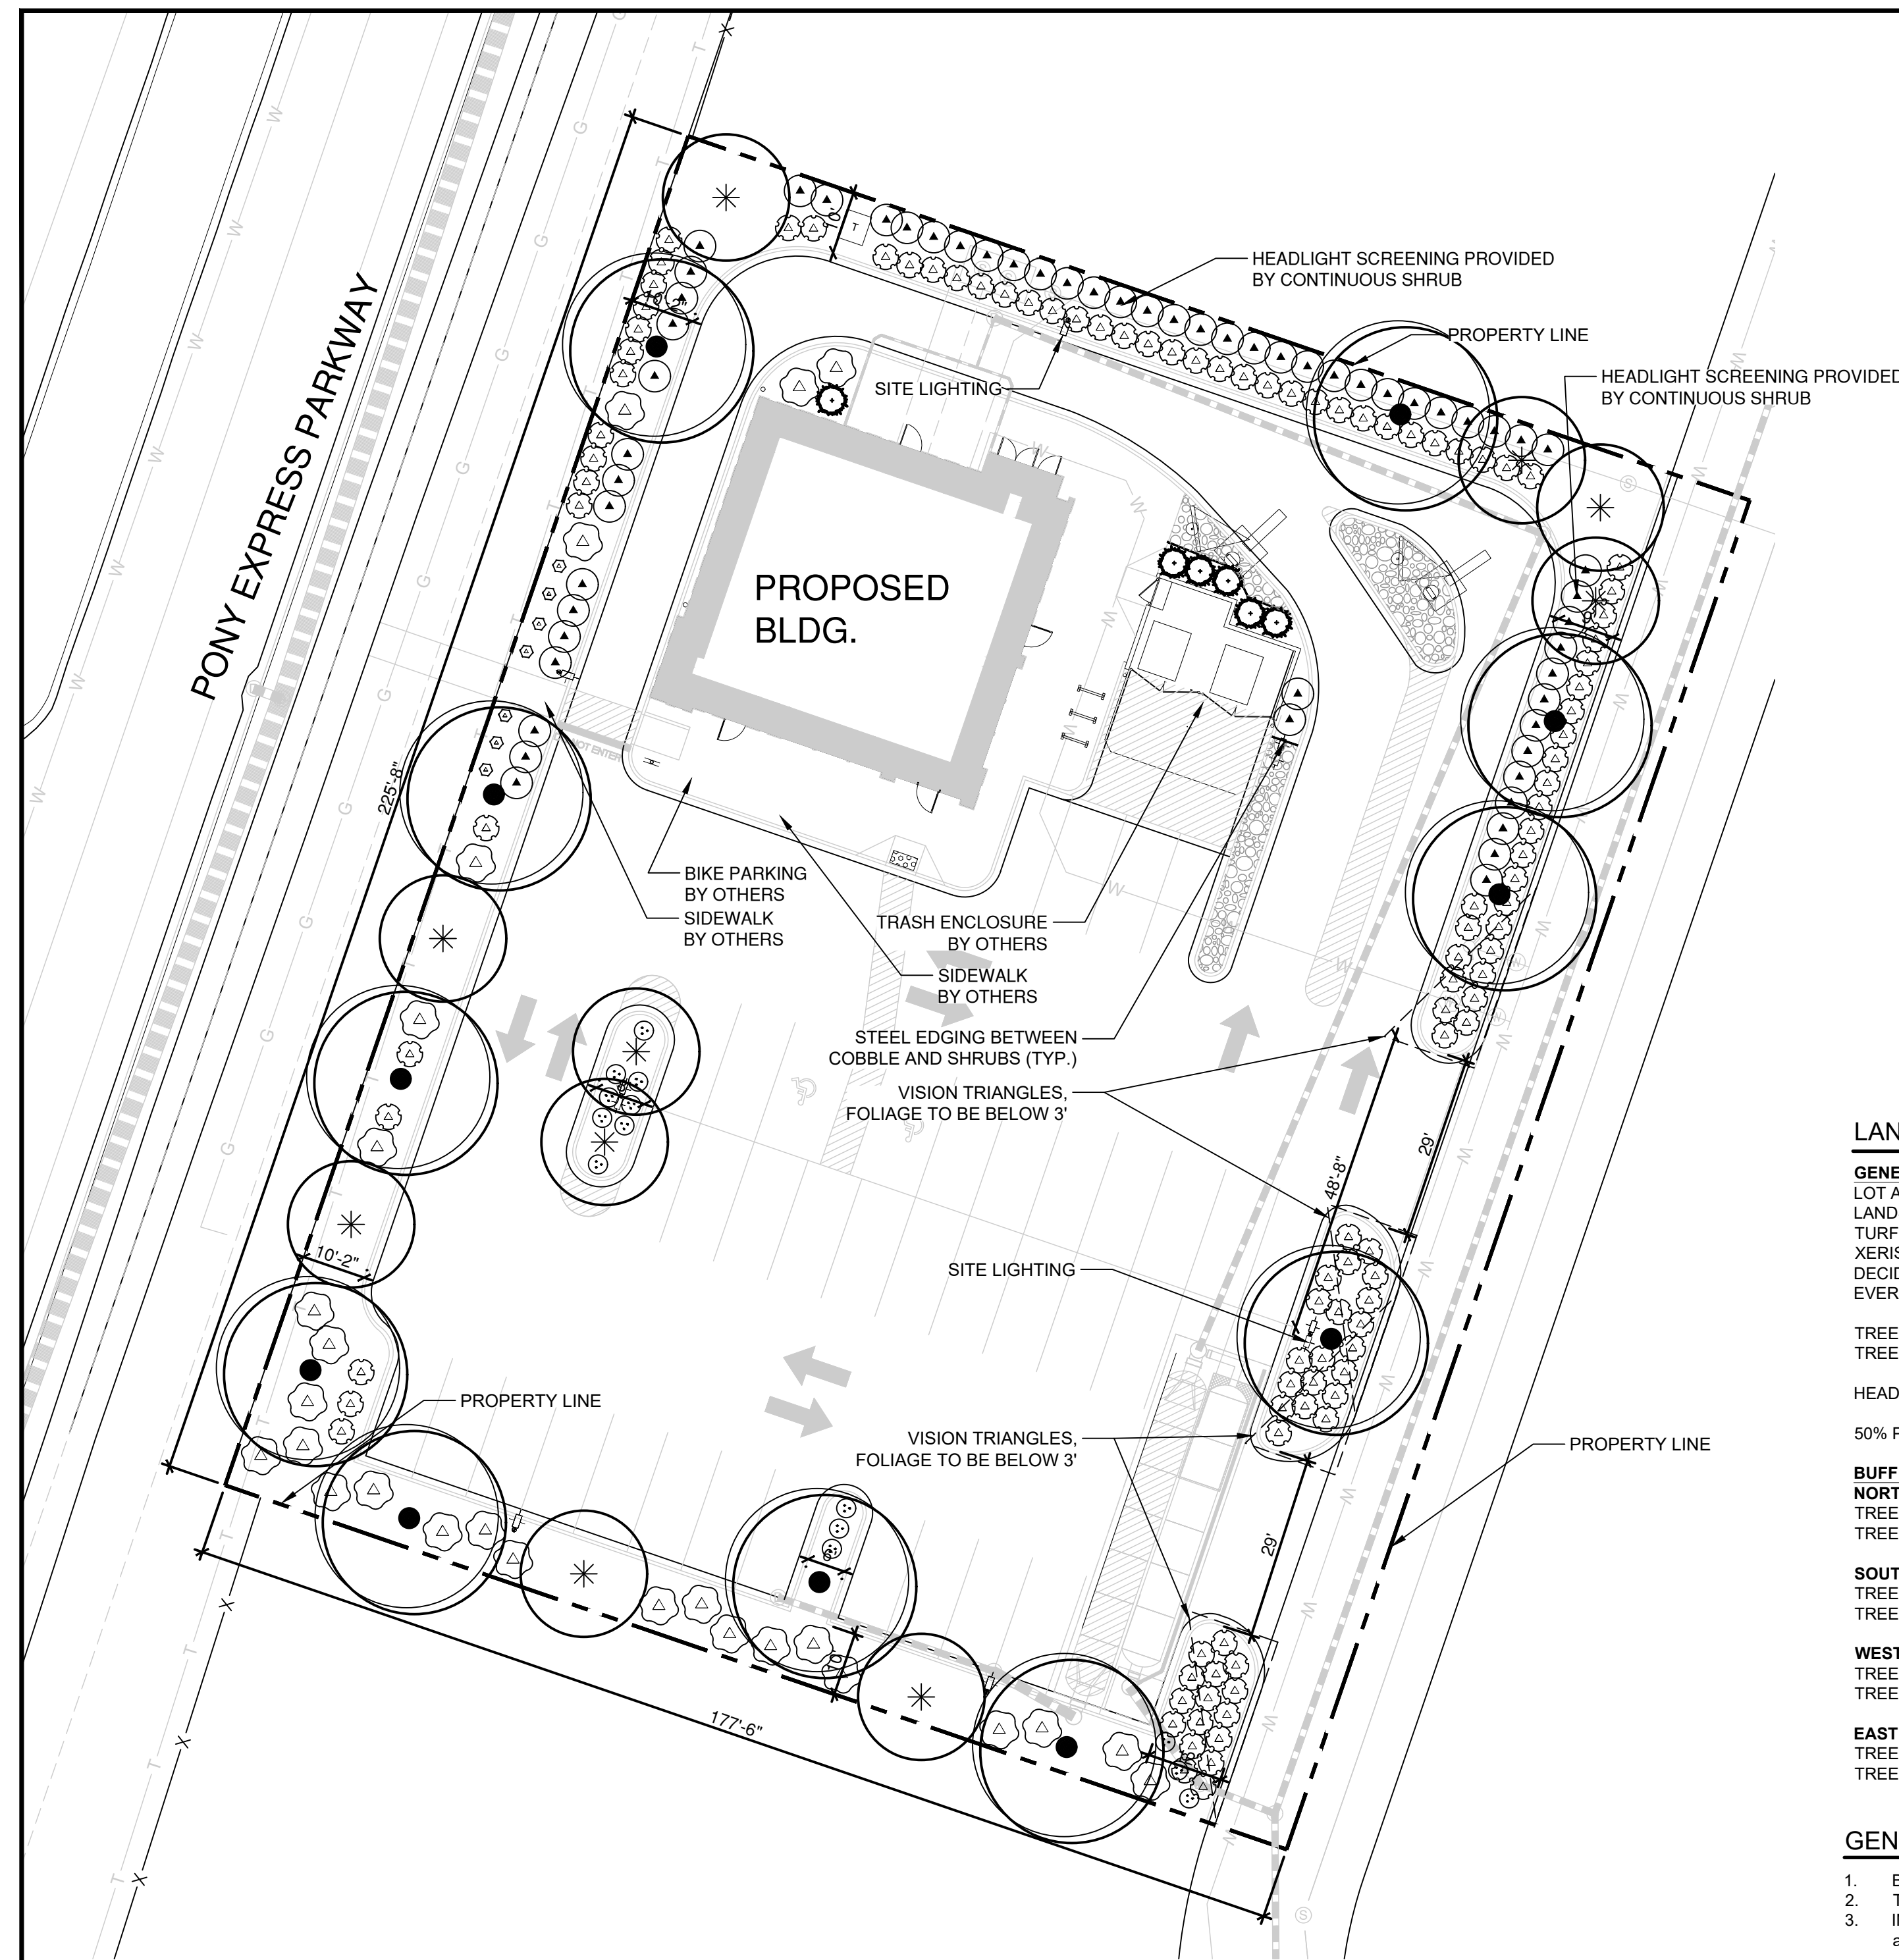 HEADLIGHT SCREENING PROVIDED
BY CONTINUOUS SHRUB
PROPERTY LINE
HEADLIGHT SCREENING PROVIDED
BY CONTINUOUS SHRUB
SITE LIGHTING
PONY EXPRESS PARKWAY
PROPOSED
BLDG.
225'-8"
NOT ENTER
BIKE PARKING
BY OTHERS
SIDEWALK
BY OTHERS
TRASH ENCLOSURE
BY OTHERS
SIDEWALK
BY OTHERS
STEEL EDGING BETWEEN
COBBLE AND SHRUBS (TYP.)
VISION TRIANGLES,
FOLIAGE TO BE BELOW 3'
29'
48'-8"
10'-2"
SITE LIGHTING
PROPERTY LINE
VISION TRIANGLES,
FOLIAGE TO BE BELOW 3'
PROPERTY LINE
29'
177'-6"
LAN
GENE
LOT A
LAND
TURF
XERIS
DECID
EVER
TREE
TREE
HEAD
50% F
BUFF
NORT
TREE
TREE
SOUT
TREE
TREE
WEST
TREE
TREE
EAST
TREE
TREE
GEN
1.
2.
3.